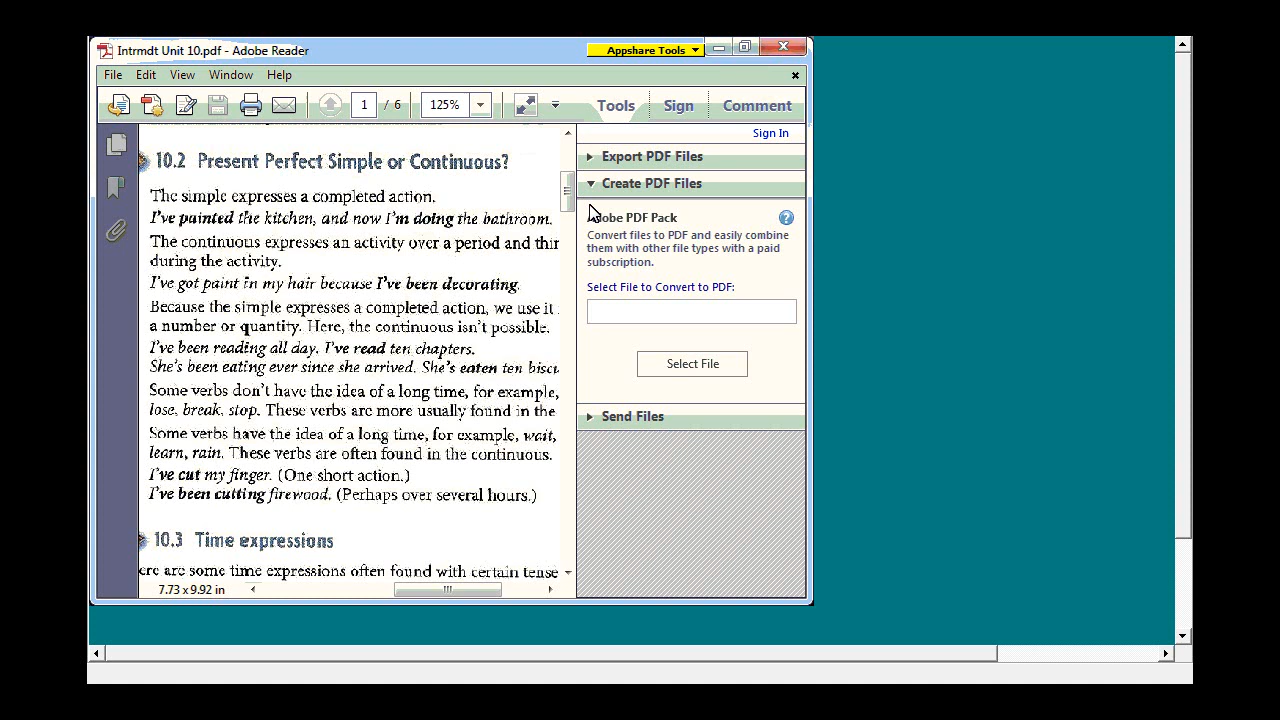 Intrmdt Unit 10.pdf - Adobe Reader
Appshare Tools
File Edit View Window Help
1 / 6 125% Tools Sign Comment
10.2 Present Perfect Simple or Continuous?
The simple expresses a completed action.
I've painted the kitchen, and now I'm doing the bathroom.
The continuous expresses an activity over a period and thin
during the activity.
I've got paint in my hair because I've been decorating.
Because the simple expresses a completed action, we use it
a number or quantity. Here, the continuous isn't possible.
I've been reading all day. I've read ten chapters.
She's been eating ever since she arrived. She's eaten ten biscu
Some verbs don't have the idea of a long time, for example,
lose, break, stop. These verbs are more usually found in the
Some verbs have the idea of a long time, for example, wait,
learn, rain. These verbs are often found in the continuous.
I've cut my finger. (One short action.)
I've been cutting firewood. (Perhaps over several hours.)
10.3 Time expressions
ere are some time expressions often found with certain tense
7.73 x 9.92 in
Sign In
Export PDF Files
Create PDF Files
dobe PDF Pack
Convert files to PDF and easily combine
them with other file types with a paid
subscription.
Select File to Convert to PDF:
Select File
Send Files